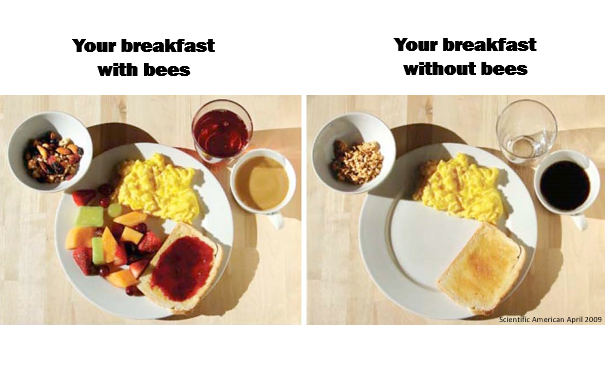 Your breakfast
with bees
Your breakfast
without bees
Scientific American April 2009